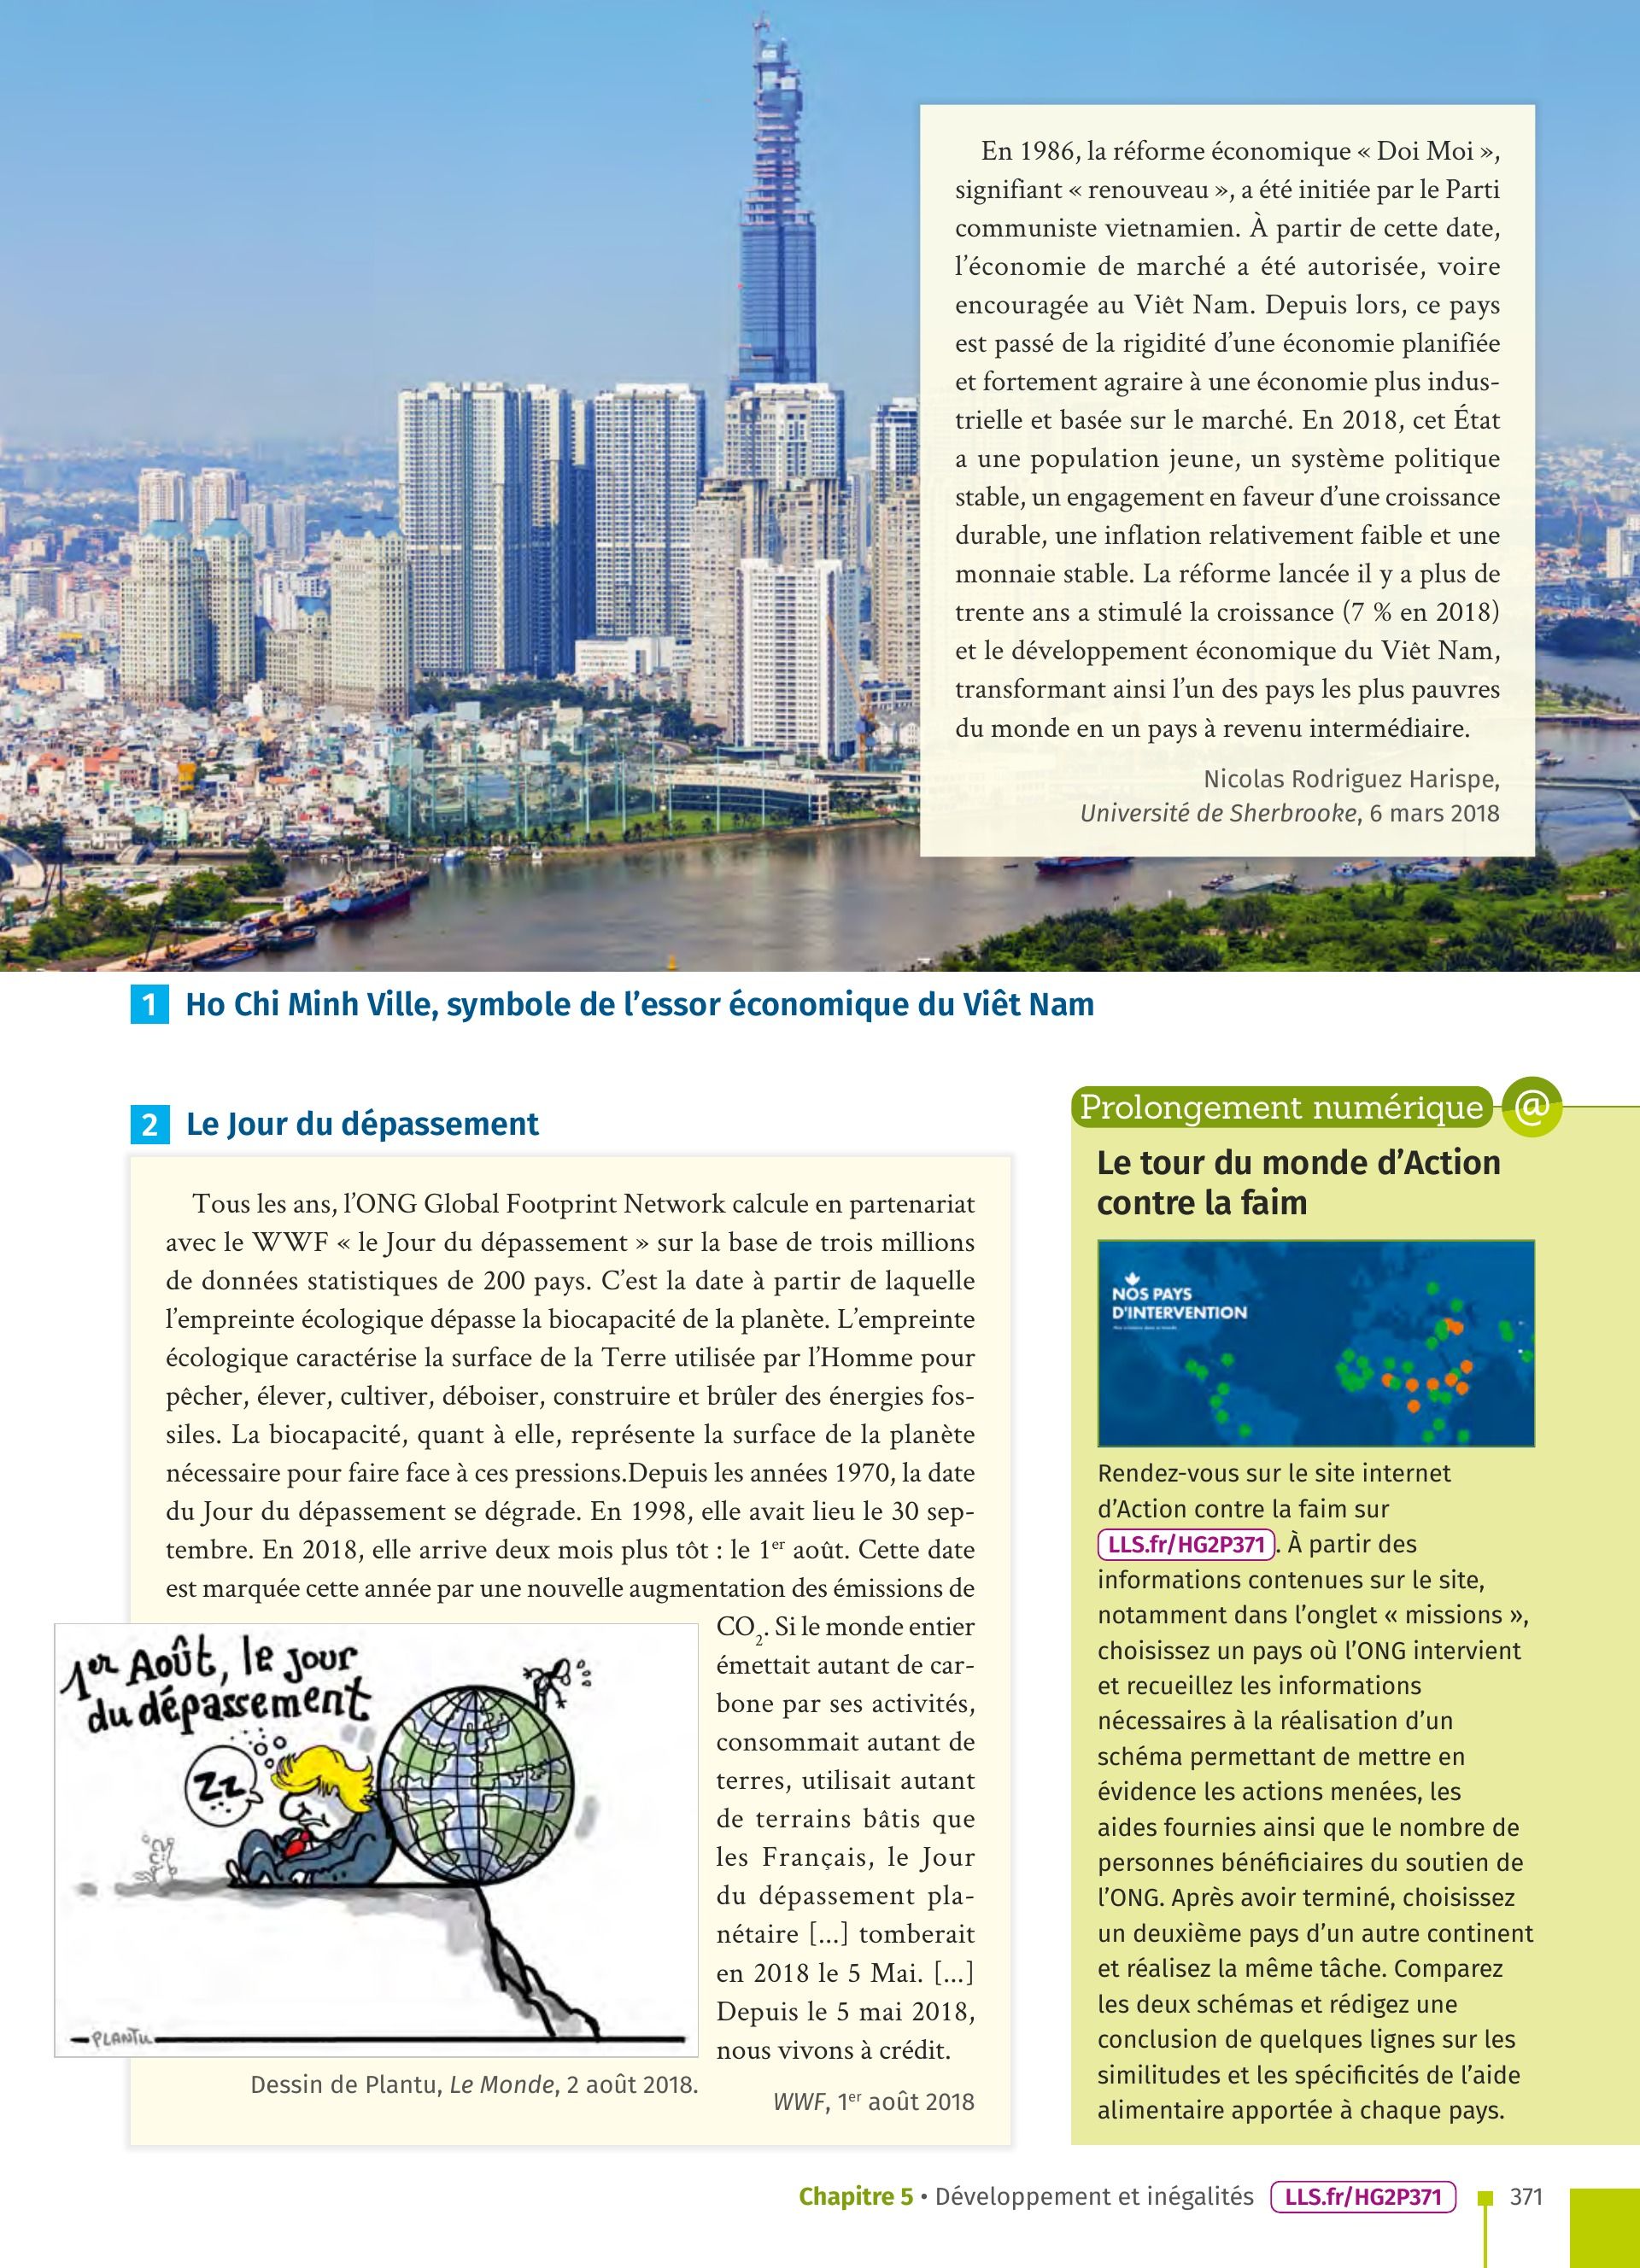 En 1986, la réforme économique « Doi Moi »,
signifiant « renouveau », a été initiée par le Parti
communiste vietnamien. À partir de cette date,
l’économie de marché a été autorisée, voire
encouragée au Viêt Nam. Depuis lors, ce pays
est passé de la rigidité d’une économie planifiée
et fortement agraire à une économie plus indus-
trielle et basée sur le marché. En 2018, cet État
a une population jeune, un système politique
stable, un engagement en faveur d’une croissance
durable, une inflation relativement faible et une
monnaie stable. La réforme lancée il y a plus de
trente ans a stimulé la croissance (7 % en 2018)
et le développement économique du Viêt Nam,
transformant ainsi l’un des pays les plus pauvres
du monde en un pays à revenu intermédiaire.
Nicolas Rodriguez Harispe,
Université de Sherbrooke, 6 mars 2018
1 Ho Chi Minh Ville, symbole de l’essor économique du Viêt Nam
2 Le Jour du dépassement
Tous les ans, l’ONG Global Footprint Network calcule en partenariat
avec le WWF « le Jour du dépassement » sur la base de trois millions
de données statistiques de 200 pays. C’est la date à partir de laquelle
l’empreinte écologique dépasse la biocapacité de la planète. L’empreinte
écologique caractérise la surface de la Terre utilisée par l’Homme pour
pêcher, élever, cultiver, déboiser, construire et brûler des énergies fos-
siles. La biocapacité, quant à elle, représente la surface de la planète
nécessaire pour faire face à ces pressions.Depuis les années 1970, la date
du Jour du dépassement se dégrade. En 1998, elle avait lieu le 30 sep-
tembre. En 2018, elle arrive deux mois plus tôt : le 1er août. Cette date
est marquée cette année par une nouvelle augmentation des émissions de
CO2. Si le monde entier
émettait autant de car-
bone par ses activités,
consommait autant de
terres, utilisait autant
de terrains bâtis que
les Français, le Jour
du dépassement pla-
nétaire [...] tomberait
en 2018 le 5 Mai. [...]
Depuis le 5 mai 2018,
nous vivons à crédit.
WWF, 1er août 2018
1er Août, le jour
du dépassement
Zz
PLANTU
Dessin de Plantu, Le Monde, 2 août 2018.
Prolongement numérique @
Le tour du monde d’Action
contre la faim
NOS PAYS
D'INTERVENTION
Rendez-vous sur le site internet
d’Action contre la faim sur
LLS.fr/HG2P371. À partir des
informations contenues sur le site,
notamment dans l’onglet « missions »,
choisissez un pays où l’ONG intervient
et recueillez les informations
nécessaires à la réalisation d’un
schéma permettant de mettre en
évidence les actions menées, les
aides fournies ainsi que le nombre de
personnes bénéficiaires du soutien de
l’ONG. Après avoir terminé, choisissez
un deuxième pays d’un autre continent
et réalisez la même tâche. Comparez
les deux schémas et rédigez une
conclusion de quelques lignes sur les
similitudes et les spécificités de l’aide
alimentaire apportée à chaque pays.
Chapitre 5 • Développement et inégalités LLS.fr/HG2P371 371